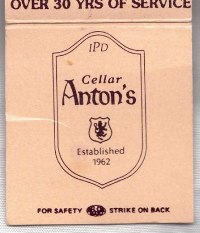 OVER 30 YRS OF SERVICE
IPD
Cellar
Anton's
Established
1962
FOR SAFETY STRIKE ON BACK